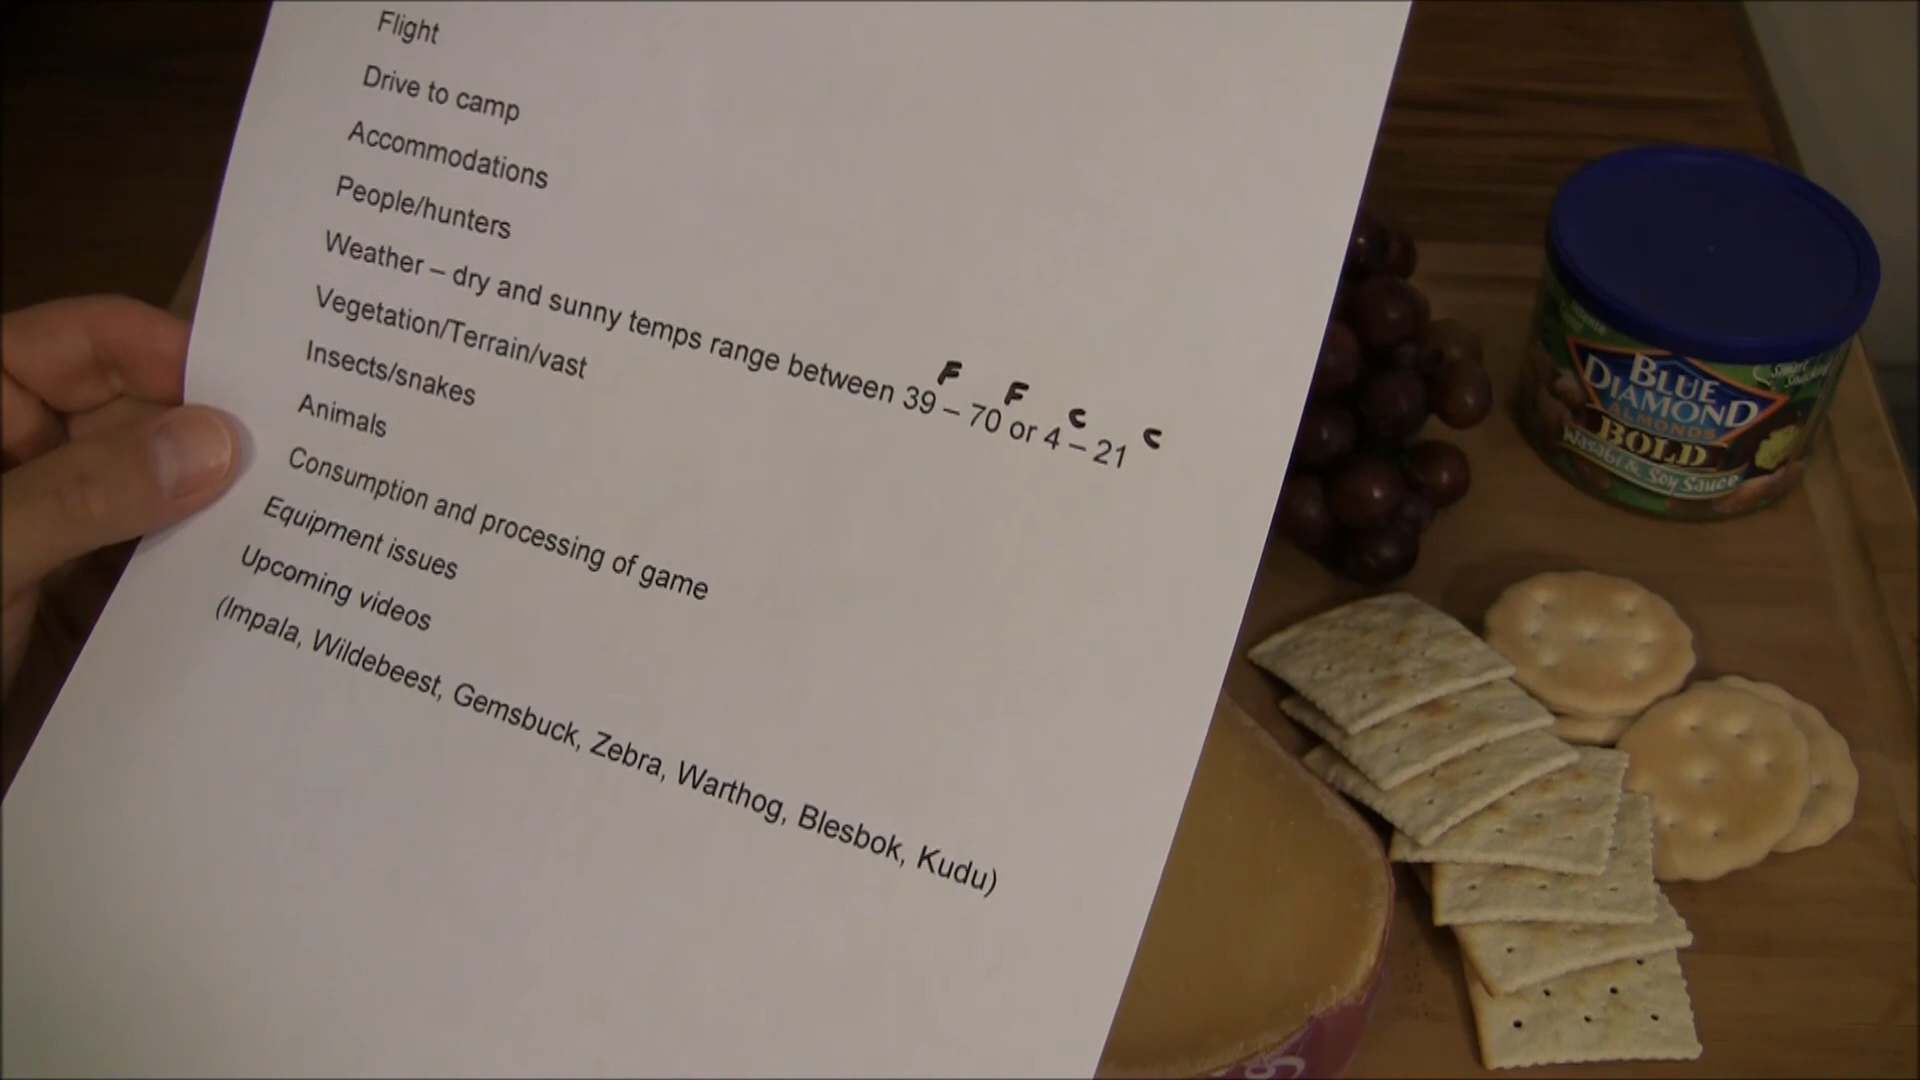 Flight
Drive to camp
Accommodations
People/hunters
Weather – dry and sunny temps range between 39 F – 70 F or 4 C – 21 C
Vegetation/Terrain/vast
Insects/snakes
Animals
Consumption and processing of game
Equipment issues
Upcoming videos
(Impala, Wildebeest, Gemsbuck, Zebra, Warthog, Blesbok, Kudu)
BLUE
DIAMOND
ALMONDS
BOLD
Wasabi & Soy Sauce